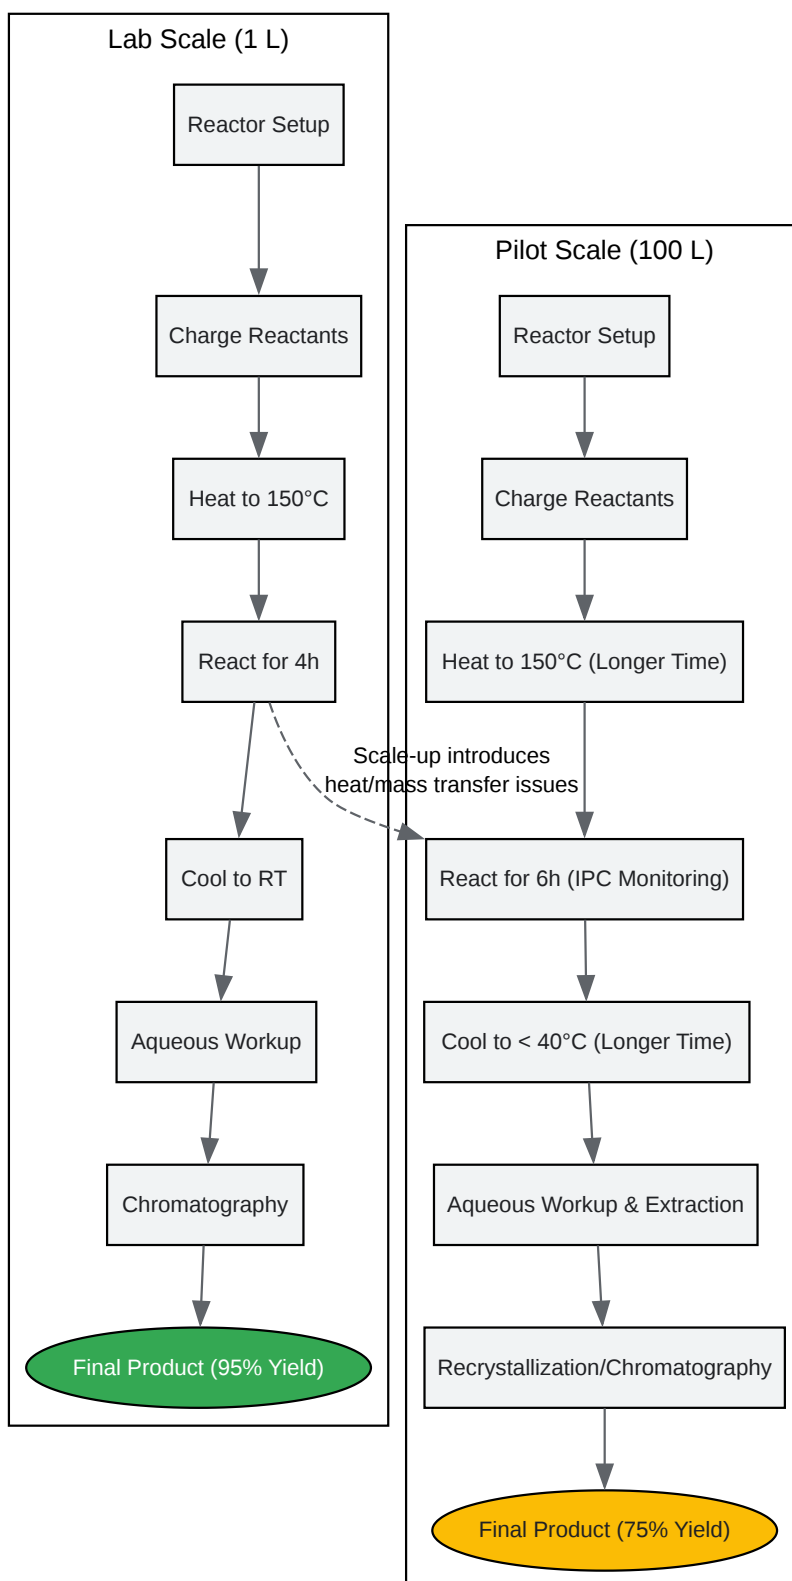 Lab Scale (1 L)
Reactor Setup
Charge Reactants
Heat to 150°C
React for 4h
Cool to RT
Aqueous Workup
Chromatography
Final Product (95% Yield)
Scale-up introduces
heat/mass transfer issues
Pilot Scale (100 L)
Reactor Setup
Charge Reactants
Heat to 150°C (Longer Time)
React for 6h (IPC Monitoring)
Cool to < 40°C (Longer Time)
Aqueous Workup & Extraction
Recrystallization/Chromatography
Final Product (75% Yield)